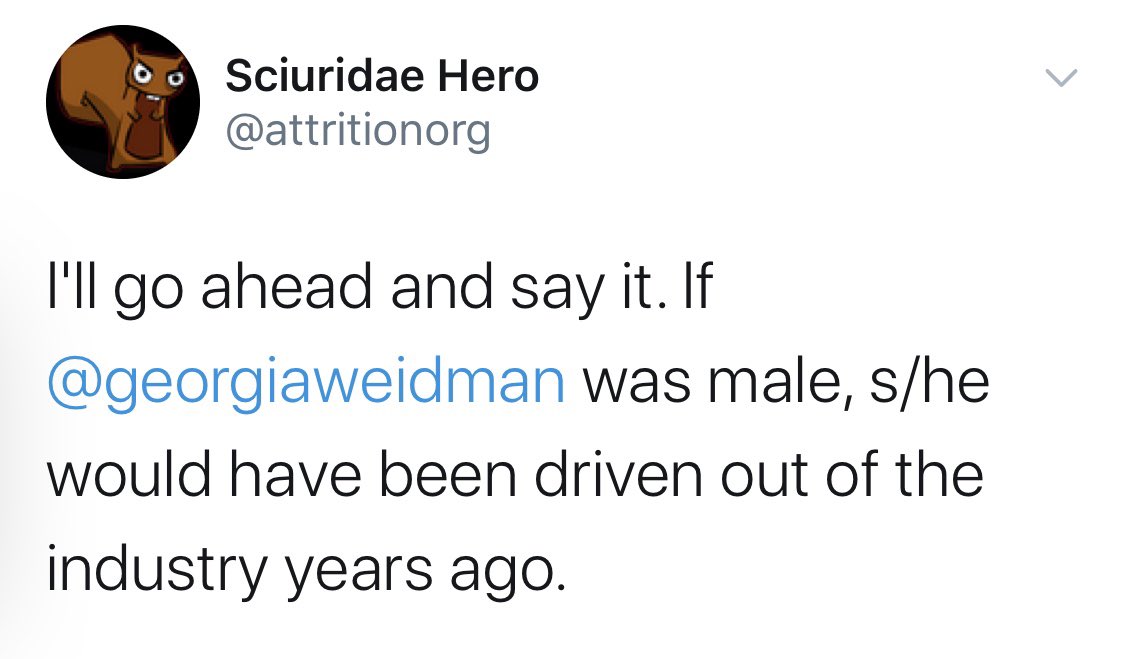 Sciuridae Hero
@attritionorg
I'll go ahead and say it. If
@georgiaweidman was male, s/he
would have been driven out of the
industry years ago.